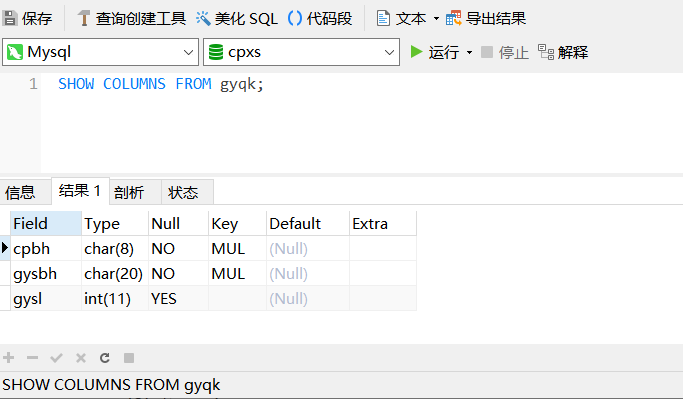 保存 查询创建工具 美化 SQL () 代码段 文本 导出结果
Mysql cpxs 运行 停止 解释
1 SHOW COLUMNS FROM gyqk;
信息 结果 1 剖析 状态
Field Type Null Key Default Extra
cpbh char(8) NO MUL (Null)
gysbh char(20) NO MUL (Null)
gysl int(11) YES (Null)
SHOW COLUMNS FROM gyqk